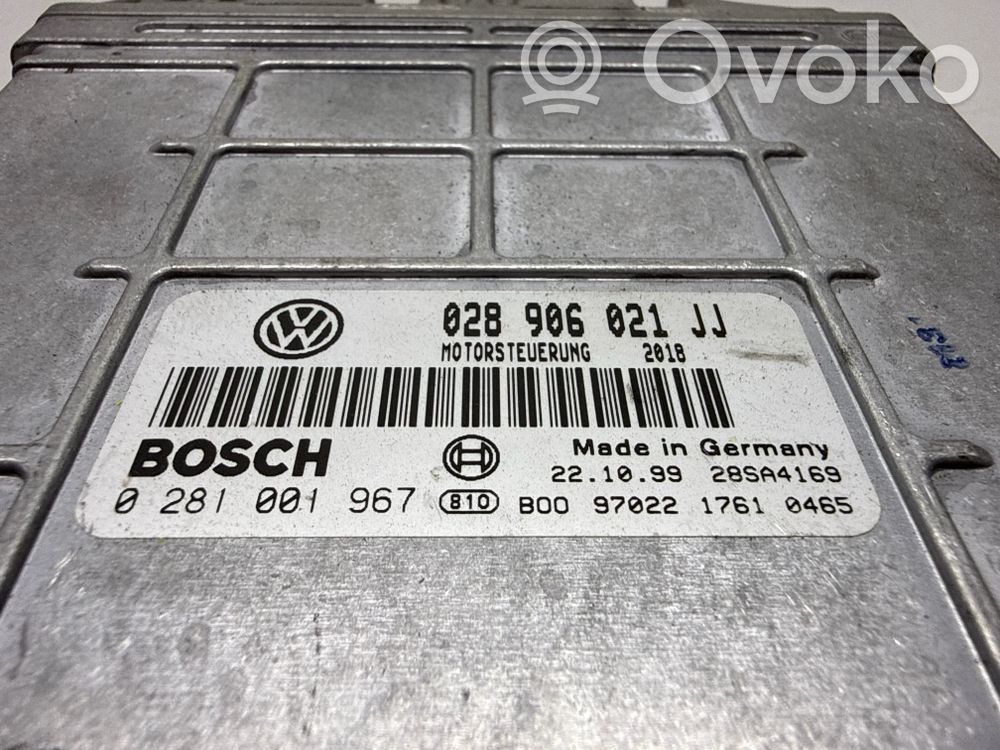 Ovoko
028 906 021 JJ
MOTORSTEUERUNG 2018
BOSCH
Made in Germany
22.10.99 28SA4169
0 281 001 967 810 B00 97022 1761 0465